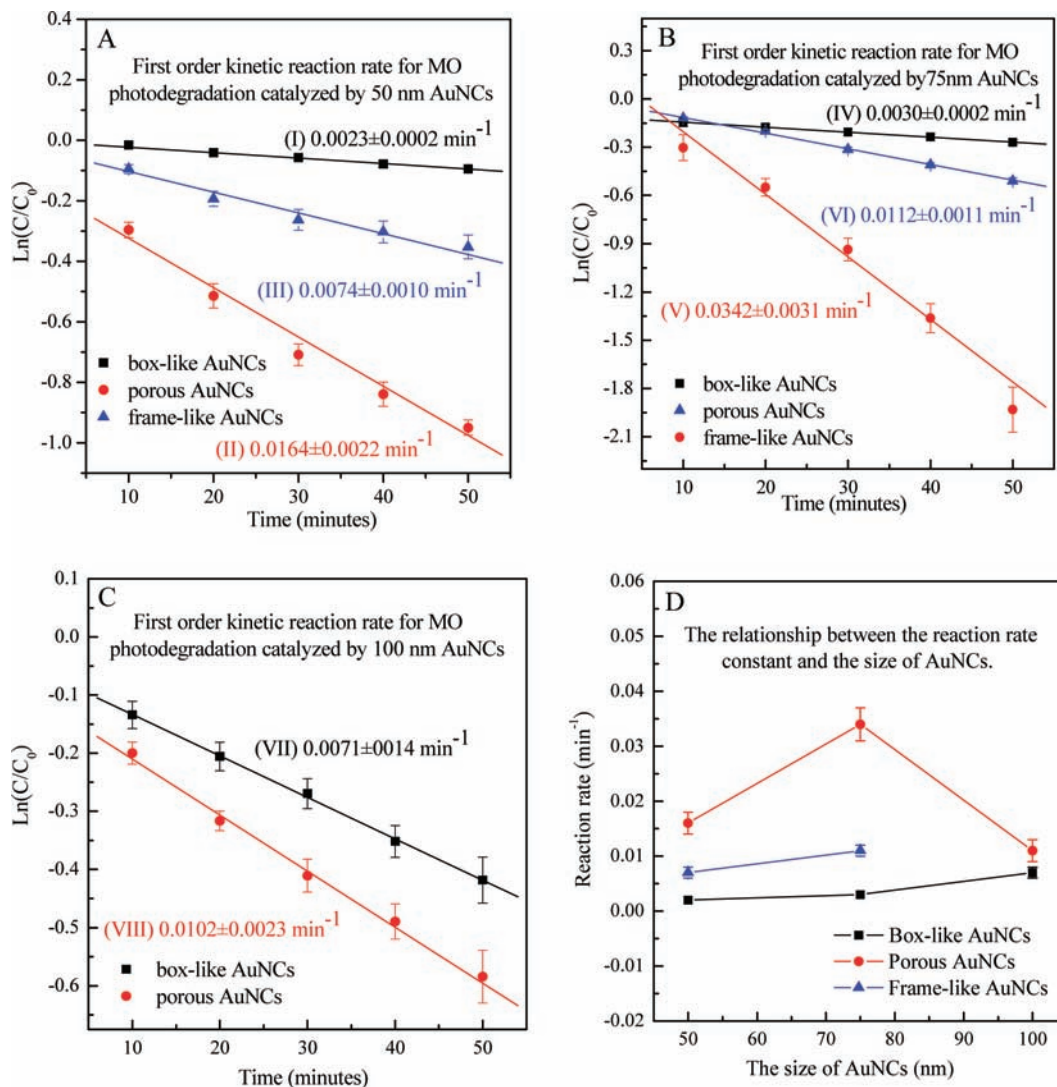 A
First order kinetic reaction rate for MO
photodegradation catalyzed by 50 nm AuNCs
(I) 0.0023±0.0002 min-1
(III) 0.0074±0.0010 min-1
box-like AuNCs
porous AuNCs
frame-like AuNCs
(II) 0.0164±0.0022 min-1
Ln(C/C0)
0.4
0.2
0.0
-0.2
-0.4
-0.6
-0.8
-1.0
10 20 30 40 50
Time (minutes)
B
First order kinetic reaction rate for MO
photodegradation catalyzed by75nm AuNCs
(IV) 0.0030±0.0002 min-1
(VI) 0.0112±0.0011 min-1
(V) 0.0342±0.0031 min-1
box-like AuNCs
porous AuNCs
frame-like AuNCs
Ln(C/C0)
0.3
0.0
-0.3
-0.6
-0.9
-1.2
-1.5
-1.8
-2.1
10 20 30 40 50
Time (minutes)
C
First order kinetic reaction rate for MO
photodegradation catalyzed by 100 nm AuNCs
(VII) 0.0071±0014 min-1
(VIII) 0.0102±0.0023 min-1
box-like AuNCs
porous AuNCs
Ln(C/C0)
0.1
0.0
-0.1
-0.2
-0.3
-0.4
-0.5
-0.6
10 20 30 40 50
Time (minutes)
D
The relationship between the reaction rate
constant and the size of AuNCs.
Box-like AuNCs
Porous AuNCs
Frame-like AuNCs
Reaction rate (min-1)
0.06
0.05
0.04
0.03
0.02
0.01
0.00
-0.01
-0.02
50 60 70 80 90 100
The size of AuNCs (nm)